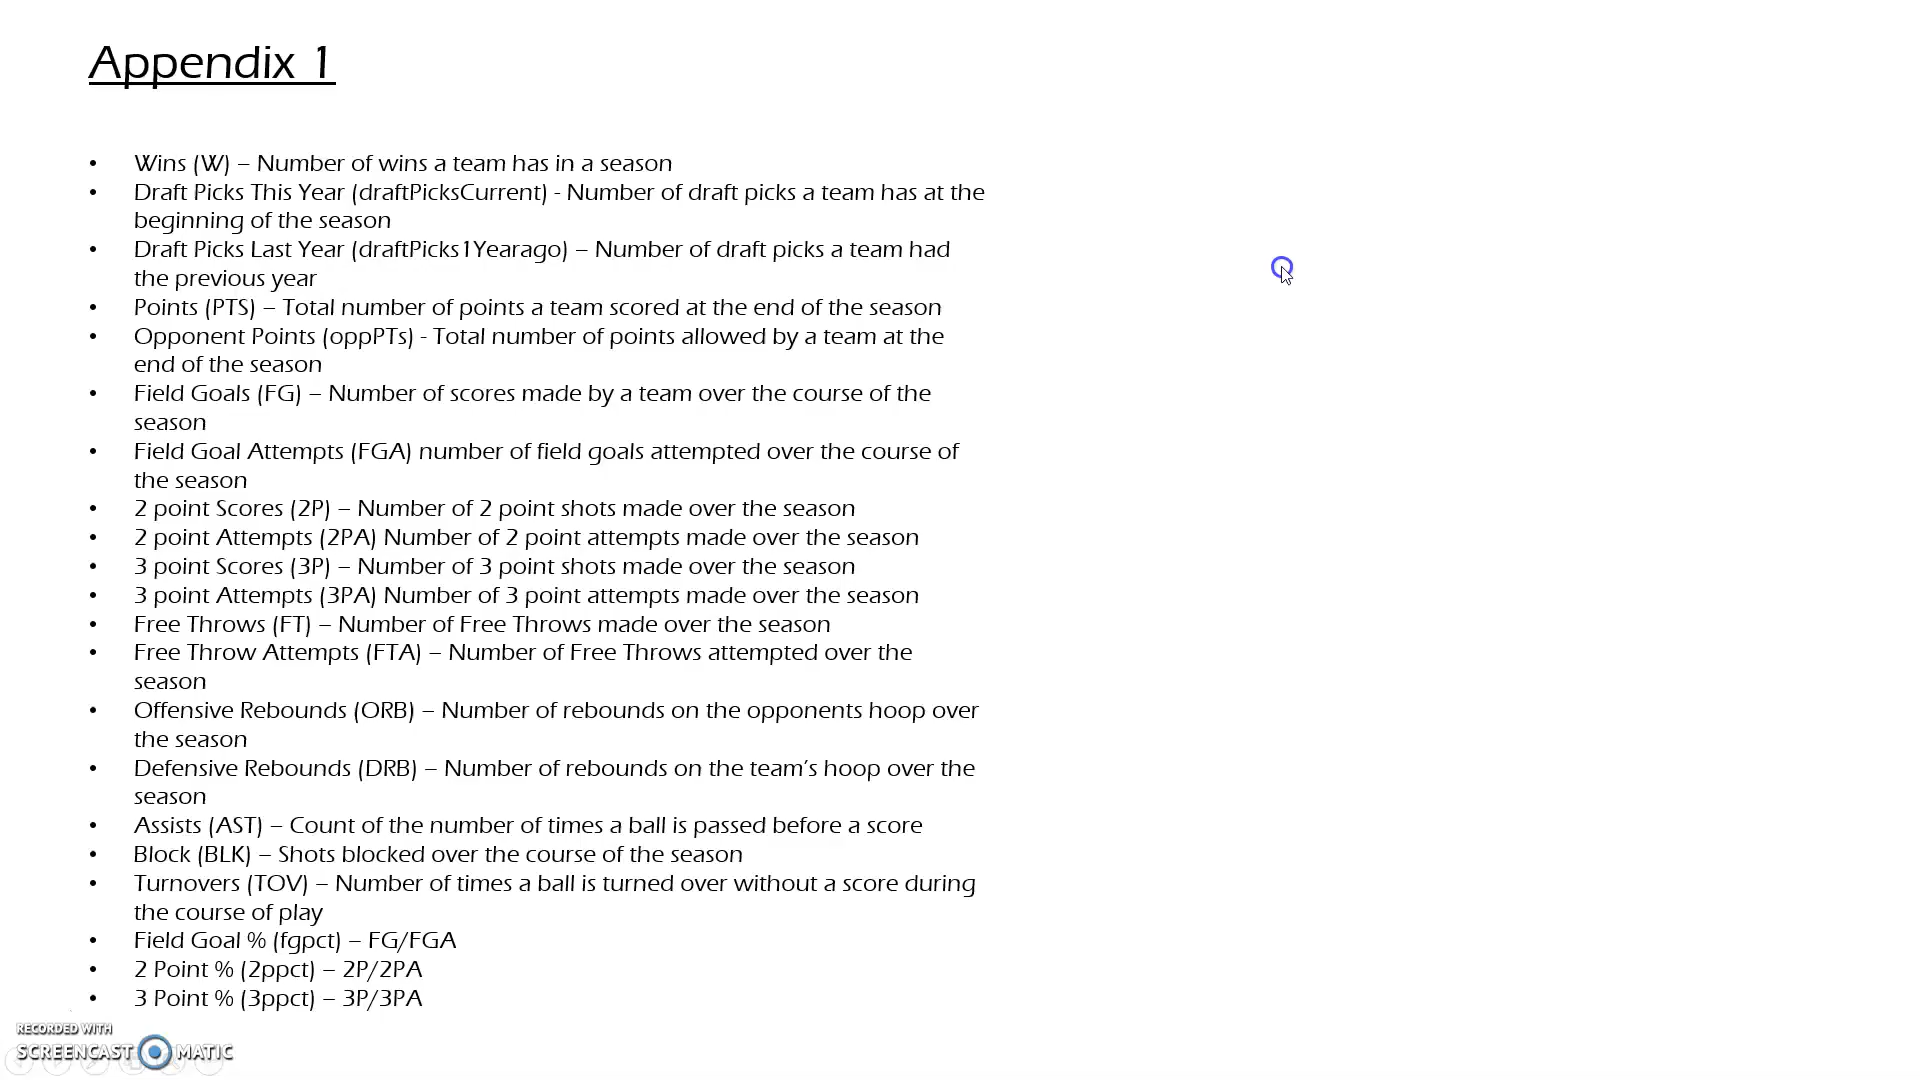 Appendix 1
• Wins (W) – Number of wins a team has in a season
• Draft Picks This Year (draftPicksCurrent) - Number of draft picks a team has at the
beginning of the season
• Draft Picks Last Year (draftPicks1Yearago) – Number of draft picks a team had
the previous year
• Points (PTS) – Total number of points a team scored at the end of the season
• Opponent Points (oppPTs) - Total number of points allowed by a team at the
end of the season
• Field Goals (FG) – Number of scores made by a team over the course of the
season
• Field Goal Attempts (FGA) number of field goals attempted over the course of
the season
• 2 point Scores (2P) – Number of 2 point shots made over the season
• 2 point Attempts (2PA) Number of 2 point attempts made over the season
• 3 point Scores (3P) – Number of 3 point shots made over the season
• 3 point Attempts (3PA) Number of 3 point attempts made over the season
• Free Throws (FT) – Number of Free Throws made over the season
• Free Throw Attempts (FTA) – Number of Free Throws attempted over the
season
• Offensive Rebounds (ORB) – Number of rebounds on the opponents hoop over
the season
• Defensive Rebounds (DRB) – Number of rebounds on the team’s hoop over the
season
• Assists (AST) – Count of the number of times a ball is passed before a score
• Block (BLK) – Shots blocked over the course of the season
• Turnovers (TOV) – Number of times a ball is turned over without a score during
the course of play
• Field Goal % (fgpct) – FG/FGA
• 2 Point % (2ppct) – 2P/2PA
• 3 Point % (3ppct) – 3P/3PA
RECORDED WITH
SCREENCAST MATIC